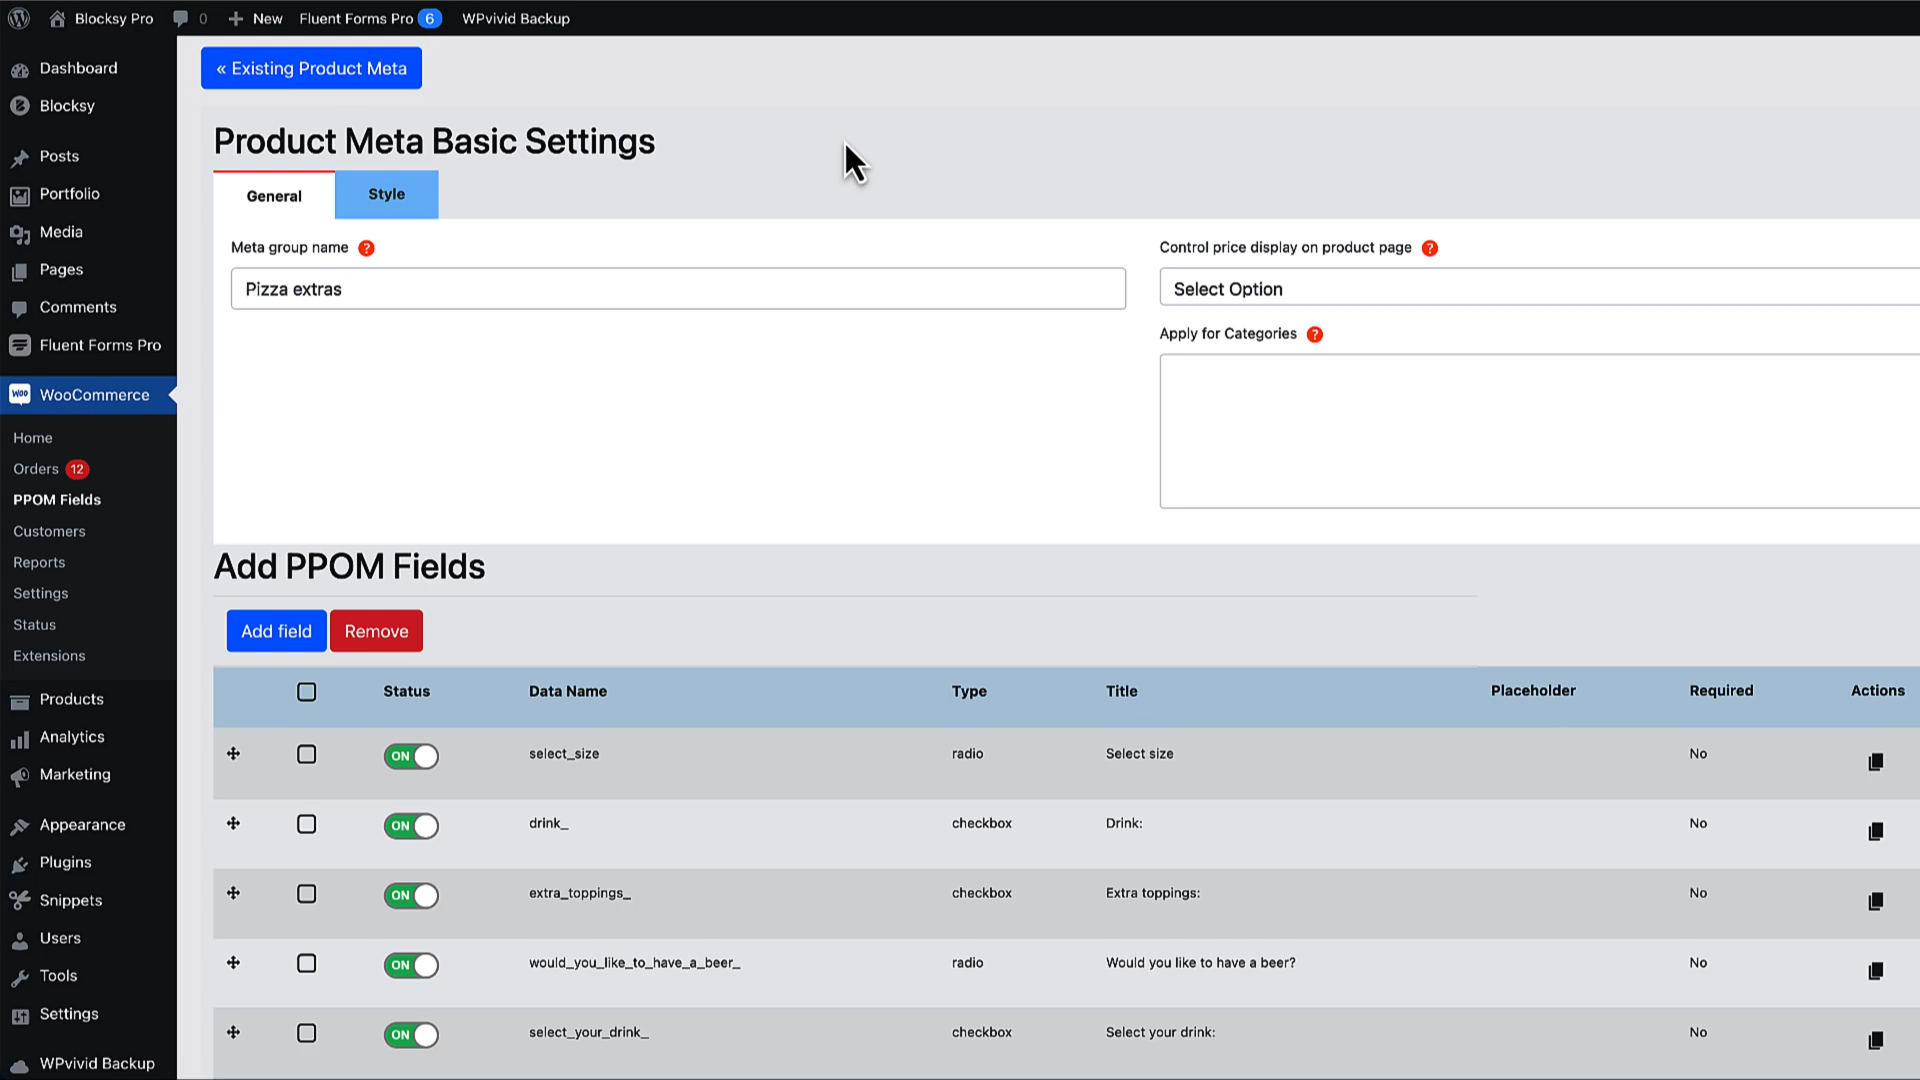 Blocksy Pro 0 New Fluent Forms Pro 6 WPvivid Backup
Dashboard
Blocksy
Posts
Portfolio
Media
Pages
Comments
Fluent Forms Pro
WOO WooCommerce
Home
Orders 12
PPOM Fields
Customers
Reports
Settings
Status
Extensions
Products
Analytics
Marketing
Appearance
Plugins
Snippets
Users
Tools
Settings
WPvivid Backup
« Existing Product Meta
Product Meta Basic Settings
General Style
Meta group name ?
Pizza extras
Control price display on product page ?
Select Option
Apply for Categories ?
Add PPOM Fields
Add field Remove
Status Data Name Type Title Placeholder Required Actions
ON select_size radio Select size No
ON drink_ checkbox Drink: No
ON extra_toppings_ checkbox Extra toppings: No
ON would_you_like_to_have_a_beer_ radio Would you like to have a beer? No
ON select_your_drink_ checkbox Select your drink: No